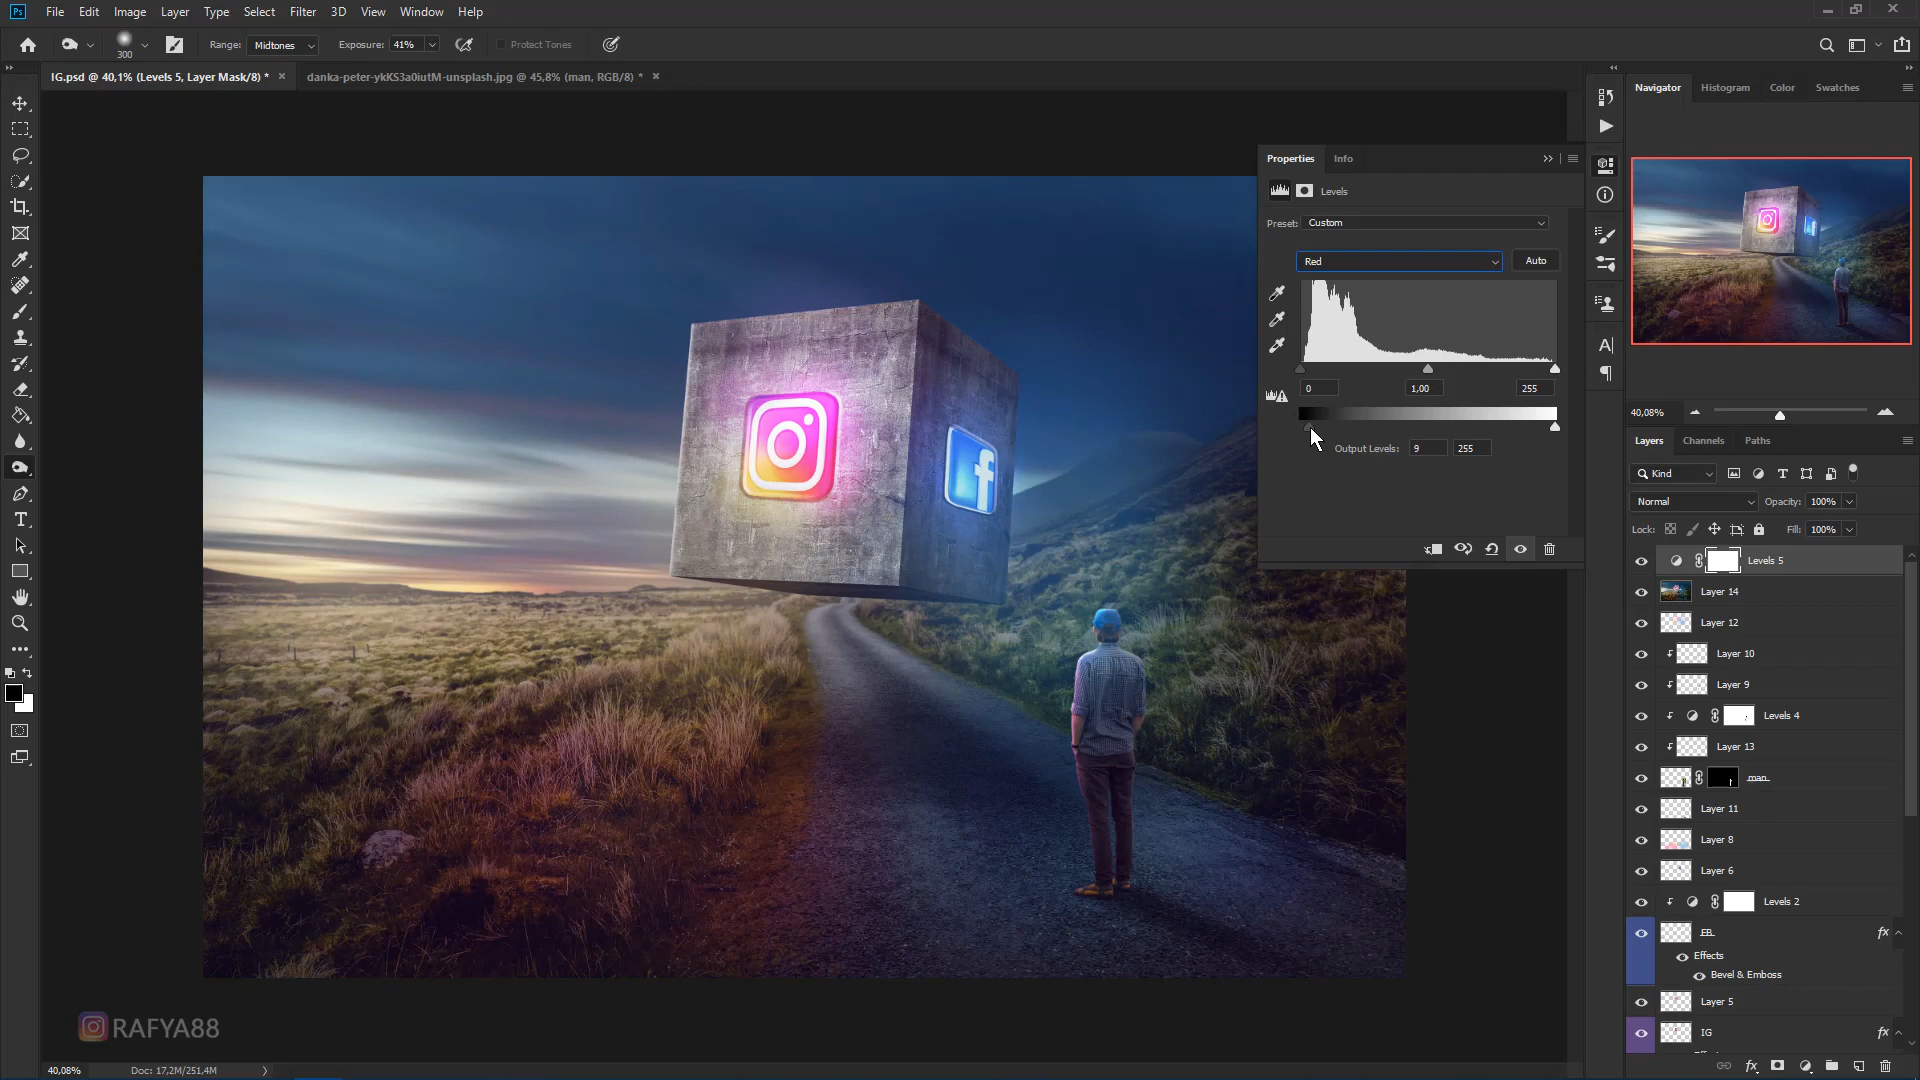 Ps File Edit Image Layer Type Select Filter 3D View Window Help
300 Range: Midtones Exposure: 41% Protect Tones
IG.psd @ 40,1% (Levels 5, Layer Mask/8) * danka-peter-ykKS3a0iutM-unsplash.jpg @ 45,8% (man, RGB/8) *
Properties Info
Levels
Preset: Custom
Red Auto
0 1,00 255
Output Levels: 9 255
Navigator Histogram Color Swatches
40,08%
Layers Channels Paths
Kind
Normal Opacity: 100%
Lock: Fill: 100%
Levels 5
Layer 14
Layer 12
Layer 10
Layer 9
Levels 4
Layer 13
man
Layer 11
Layer 8
Layer 6
Levels 2
FB fx
Effects
Bevel & Emboss
Layer 5
IG fx
f
RAFYA88
40,08% Doc: 17,2M/251,4M